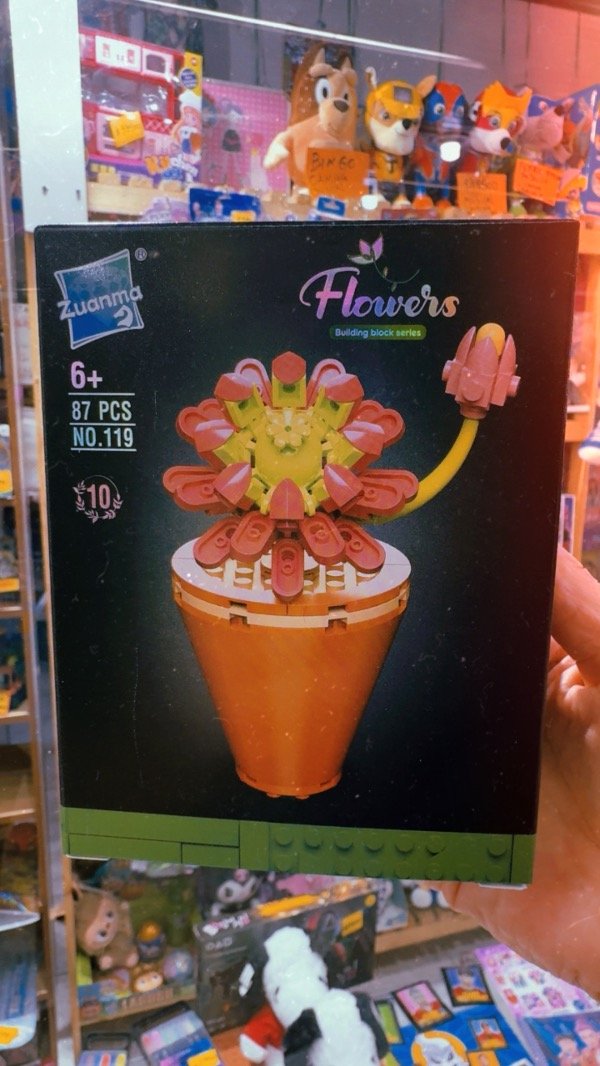 BINGO
Zuanma
®
Flowers
Building block series
6+
87 PCS
NO.119
10